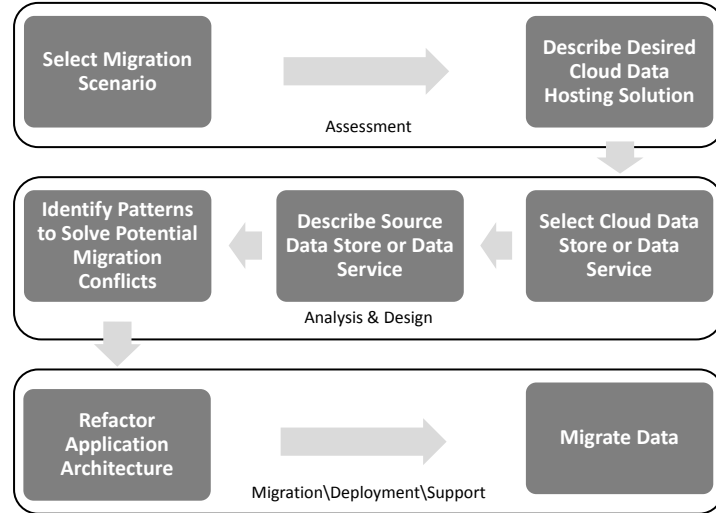 Select Migration
Scenario
Describe Desired
Cloud Data
Hosting Solution
Assessment
Identify Patterns
to Solve Potential
Migration
Conflicts
Describe Source
Data Store or Data
Service
Select Cloud Data
Store or Data
Service
Analysis & Design
Refactor
Application
Architecture
Migrate Data
Migration\Deployment\Support